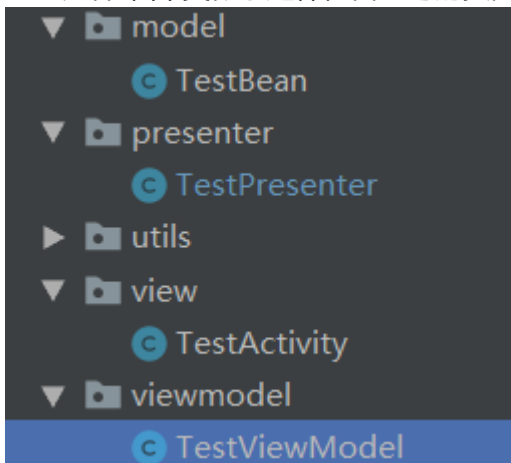 model
TestBean
presenter
TestPresenter
utils
view
TestActivity
viewmodel
TestViewModel